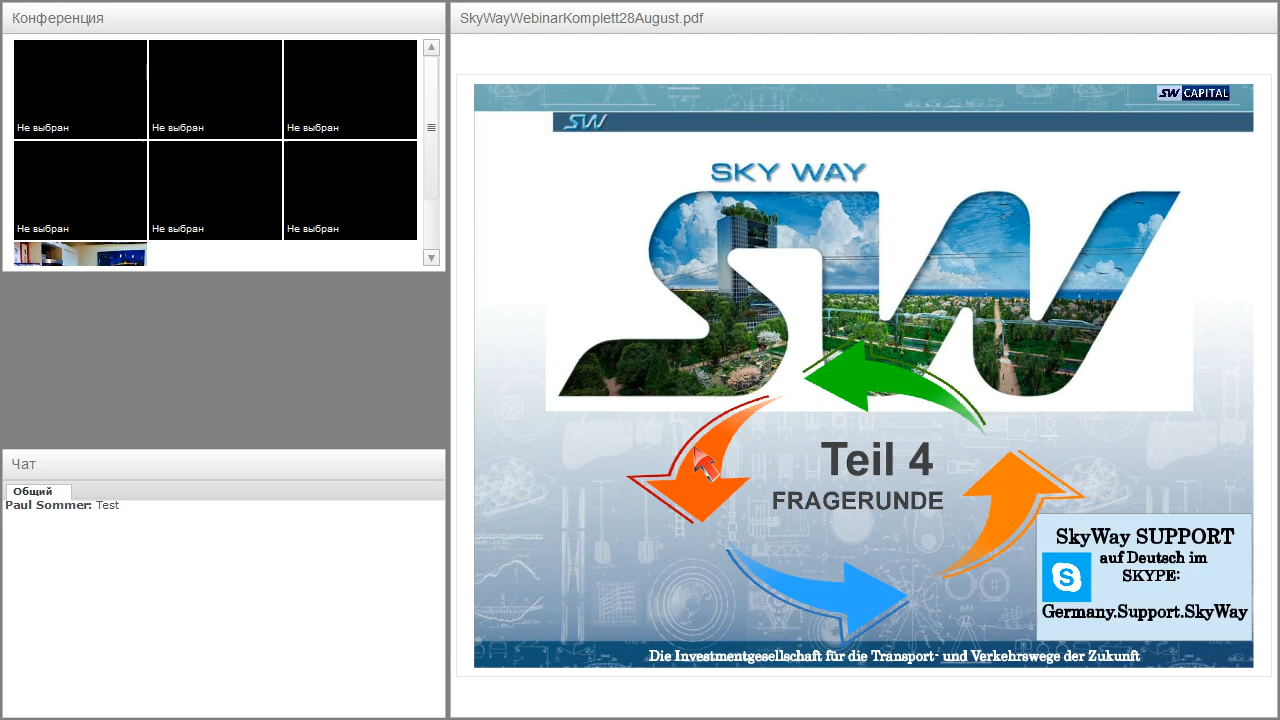 Конференция
Не выбран
Не выбран
Не выбран
Не выбран
Не выбран
Не выбран
Чат
Общий
Paul Sommer: Test
SkyWayWebinarKomplett28August.pdf
SW CAPITAL
SW
SKY WAY
SW
Teil 4
FRAGERUNDE
SkyWay SUPPORT
auf Deutsch im
SKYPE:
Germany.Support.SkyWay
Die Investmentgesellschaft für die Transport- und Verkehrswege der Zukunft